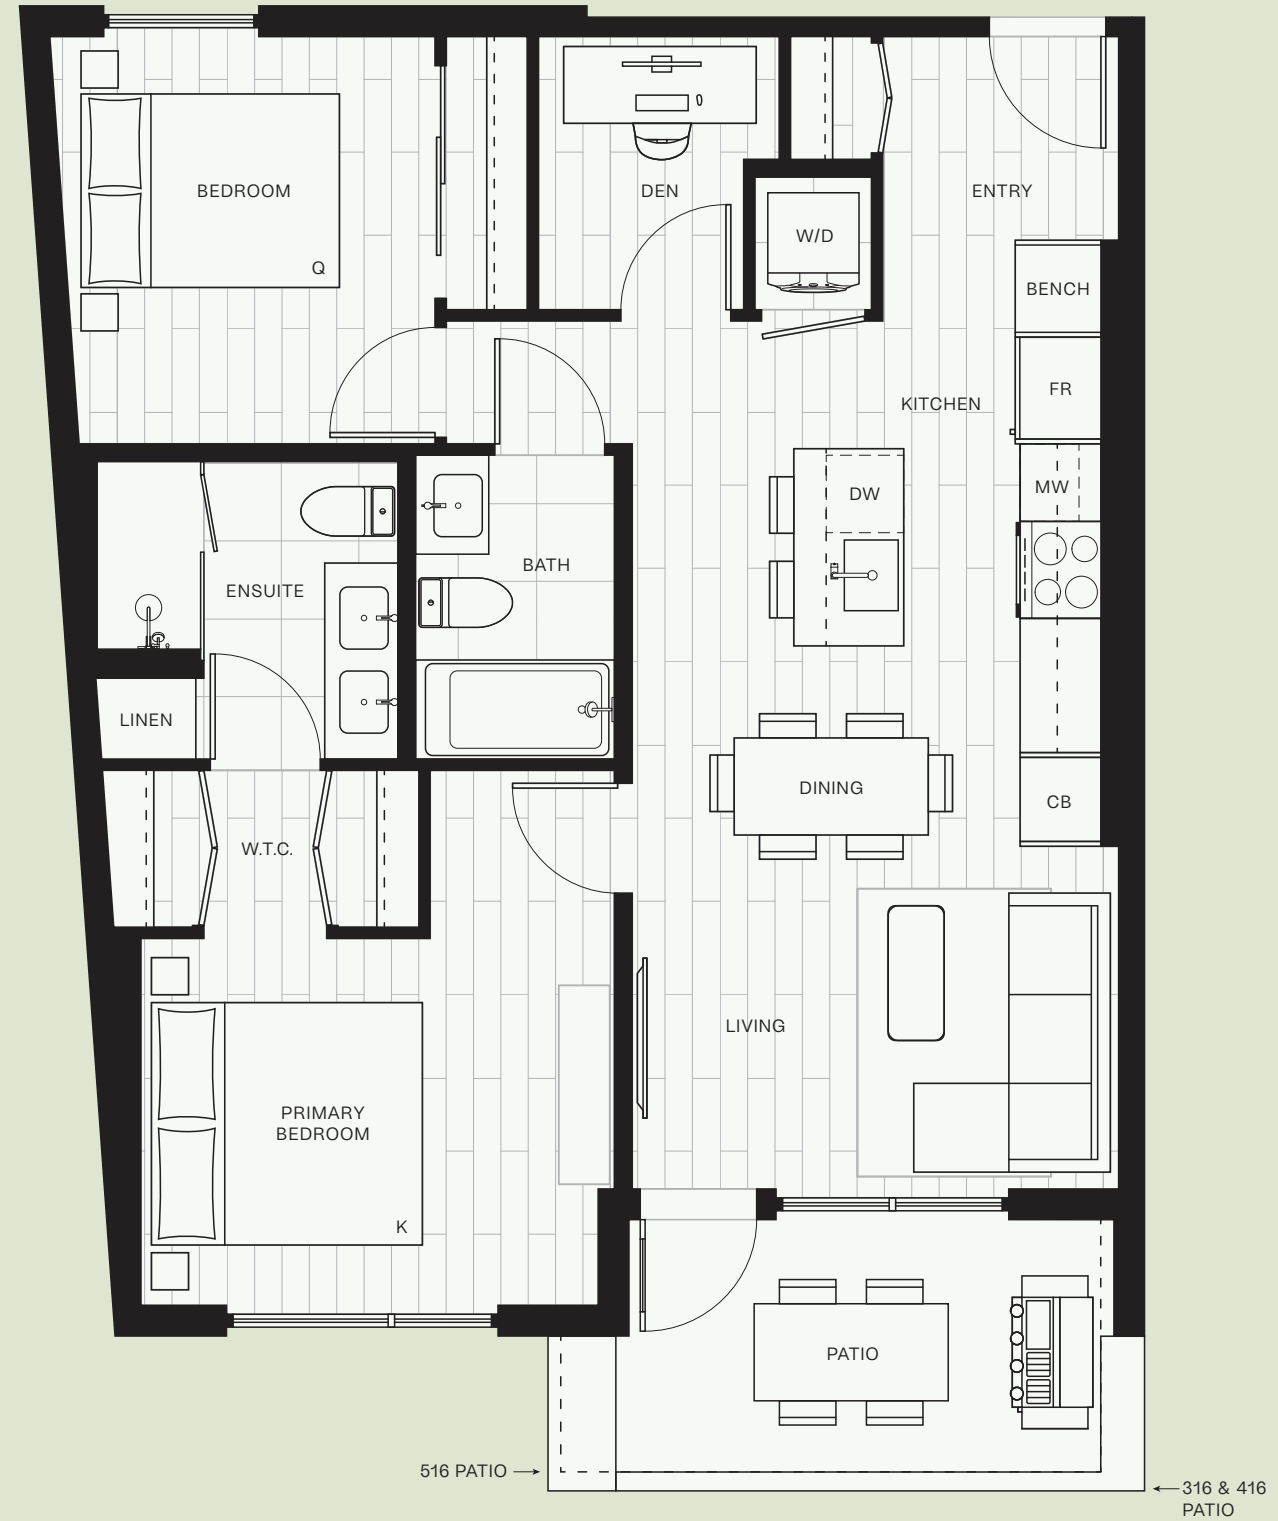 BEDROOM
Q
DEN
ENTRY
W/D
BENCH
FR
KITCHEN
MW
DW
BATH
ENSUITE
LINEN
DINING
CB
W.T.C.
LIVING
PRIMARY
BEDROOM
K
PATIO
516 PATIO
316 & 416
PATIO